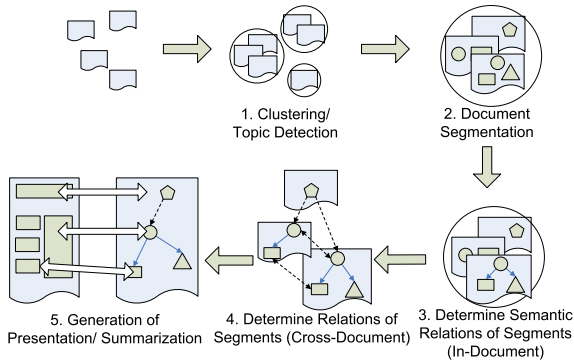 1. Clustering/
Topic Detection
2. Document
Segmentation
3. Determine Semantic
Relations of Segments
(In-Document)
4. Determine Relations of
Segments (Cross-Document)
5. Generation of
Presentation/ Summarization